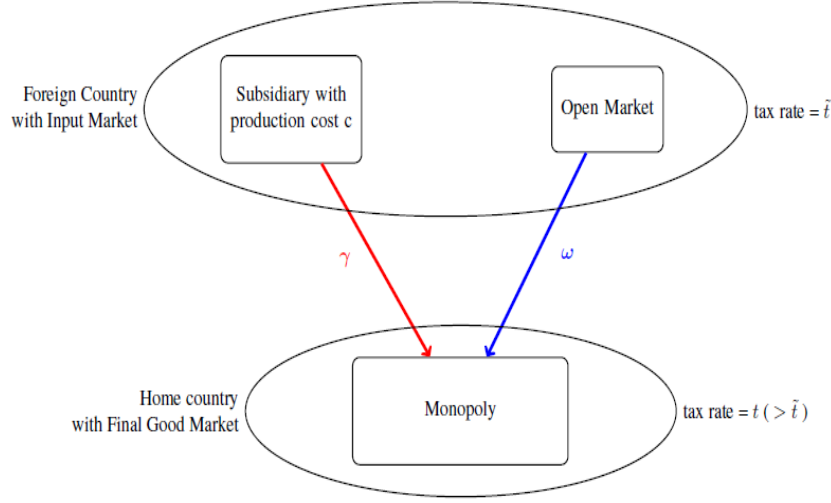 Foreign Country
with Input Market
Subsidiary with
production cost c
Open Market
tax rate = t̃
γ
ω
Home country
with Final Good Market
Monopoly
tax rate = t ( > t̃ )